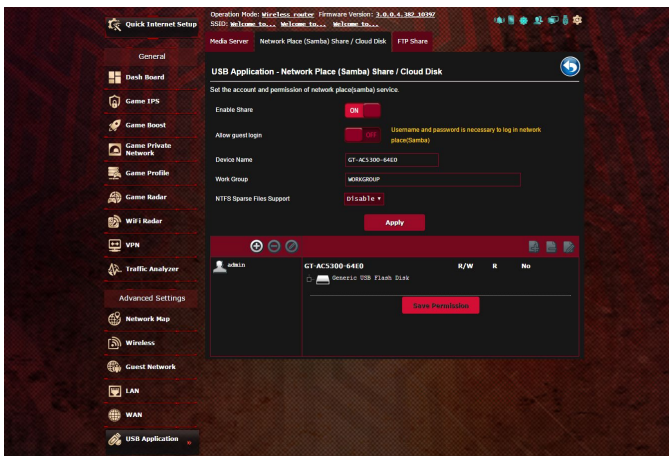 Quick Internet Setup
Operation Mode: Wireless router Firmware Version: 3.0.0.4.382_10397
SSID: Welcome to... Welcome to... Welcome to...
Media Server Network Place (Samba) Share / Cloud Disk FTP Share
General
Dash Board
Game IPS
Game Boost
Game Private
Network
Game Profile
Game Radar
WiFi Radar
VPN
Traffic Analyzer
Advanced Settings
Network Map
Wireless
Guest Network
LAN
WAN
USB Application »
USB Application - Network Place (Samba) Share / Cloud Disk
Set the account and permission of network place(samba) service.
Enable Share ON
Allow guest login OFF Username and password is necessary to log in network
place(Samba)
Device Name GT-AC5300-64E0
Work Group WORKGROUP
NTFS Sparse Files Support Disable
Apply
admin GT-AC5300-64E0 R/W R No
Generic USB Flash Disk
Save Permission